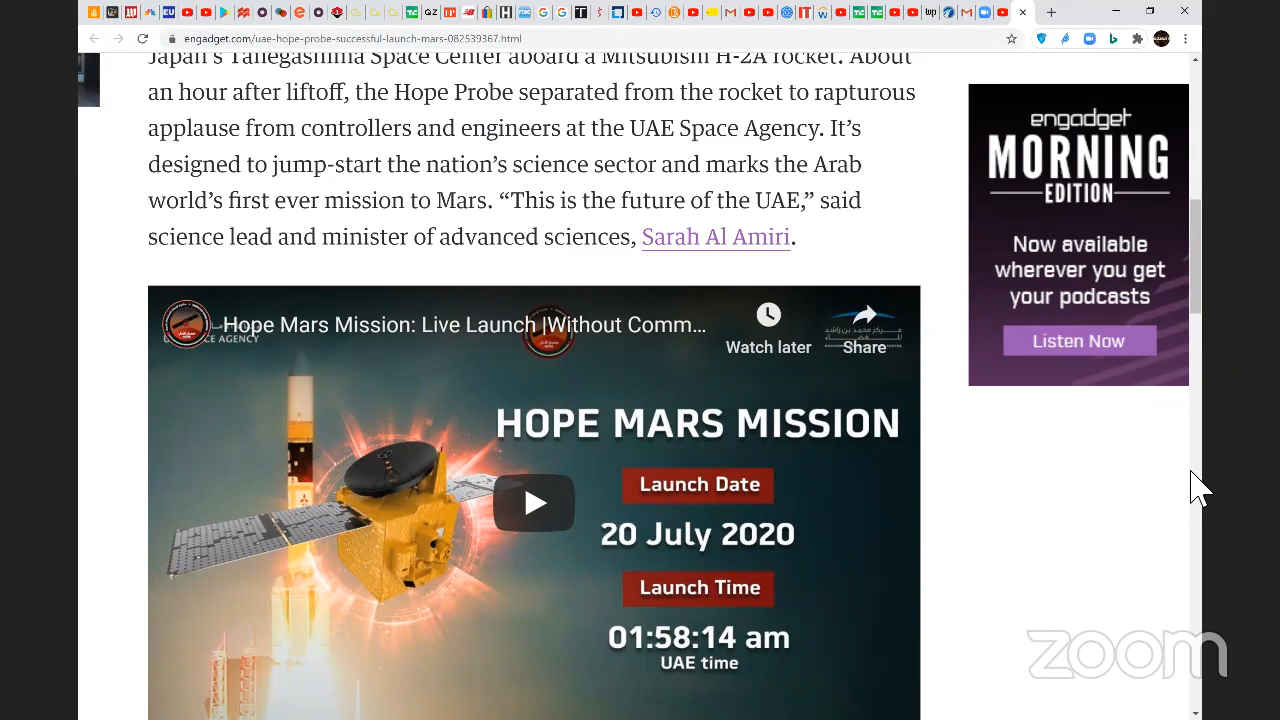 engadget.com/uae-hope-probe-successful-launch-mars-082539367.html
Japan's Tanegashima Space Center aboard a Mitsubishi H-2A rocket. About
an hour after liftoff, the Hope Probe separated from the rocket to rapturous
applause from controllers and engineers at the UAE Space Agency. It's
designed to jump-start the nation's science sector and marks the Arab
world's first ever mission to Mars. “This is the future of the UAE,” said
science lead and minister of advanced sciences, Sarah Al Amiri.
Hope Mars Mission: Live Launch |Without Comm...
Watch later
Share
HOPE MARS MISSION
Launch Date
20 July 2020
Launch Time
01:58:14 am
UAE time
engadget
MORNING
EDITION
Now available
wherever you get
your podcasts
Listen Now
zoom